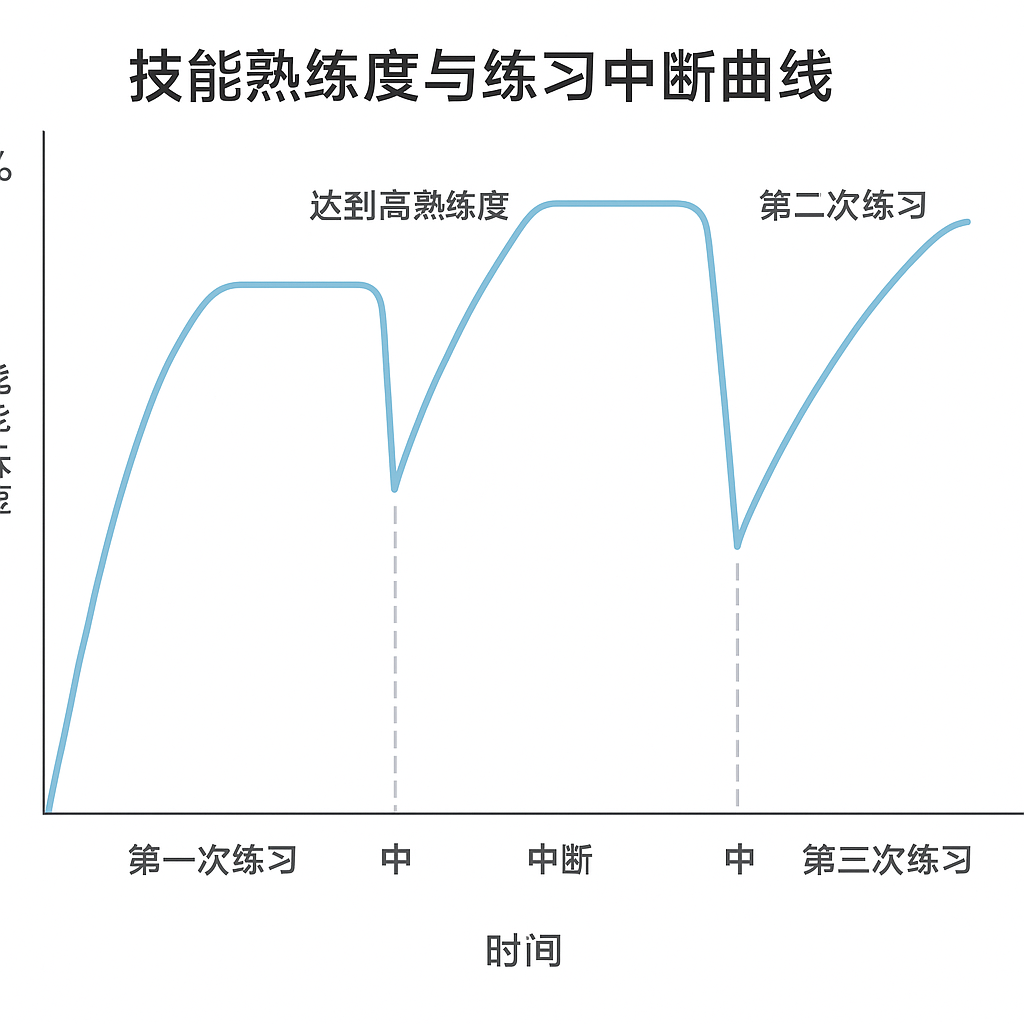 技能熟练度与练习中断曲线
%
达到高熟练度
第二次练习
第一次练习
中
中断
中
第三次练习
时间